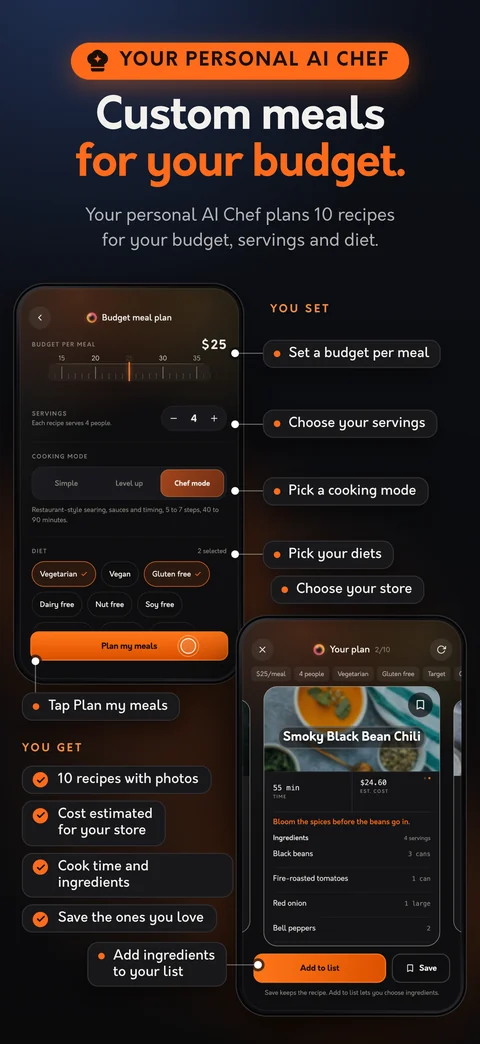 YOUR PERSONAL AI CHEF
Custom meals
for your budget.
Your personal AI Chef plans 10 recipes
for your budget, servings and diet.
Budget meal plan
BUDGET PER MEAL
$25
15 20 30 35
SERVINGS
Each recipe serves 4 people.
− 4 +
COOKING MODE
Simple Level up Chef mode
Restaurant-style searing, sauces and timing, 5 to 7 steps, 40 to
90 minutes.
DIET
2 selected
Vegetarian ✓ Vegan Gluten free ✓
Dairy free Nut free Soy free
Plan my meals
YOU SET
Set a budget per meal
Choose your servings
Pick a cooking mode
Pick your diets
Choose your store
Tap Plan my meals
YOU GET
10 recipes with photos
Cost estimated
for your store
Cook time and
ingredients
Save the ones you love
Add ingredients
to your list
Your plan 2/10
$25/meal 4 people Vegetarian Gluten free Target
Smoky Black Bean Chili
55 min
TIME
$24.60
EST. COST
Bloom the spices before the beans go in.
Ingredients 4 servings
Black beans 3 cans
Fire-roasted tomatoes 1 can
Red onion 1 large
Bell peppers 2
Add to list
Save
Save keeps the recipe. Add to list lets you choose ingredients.